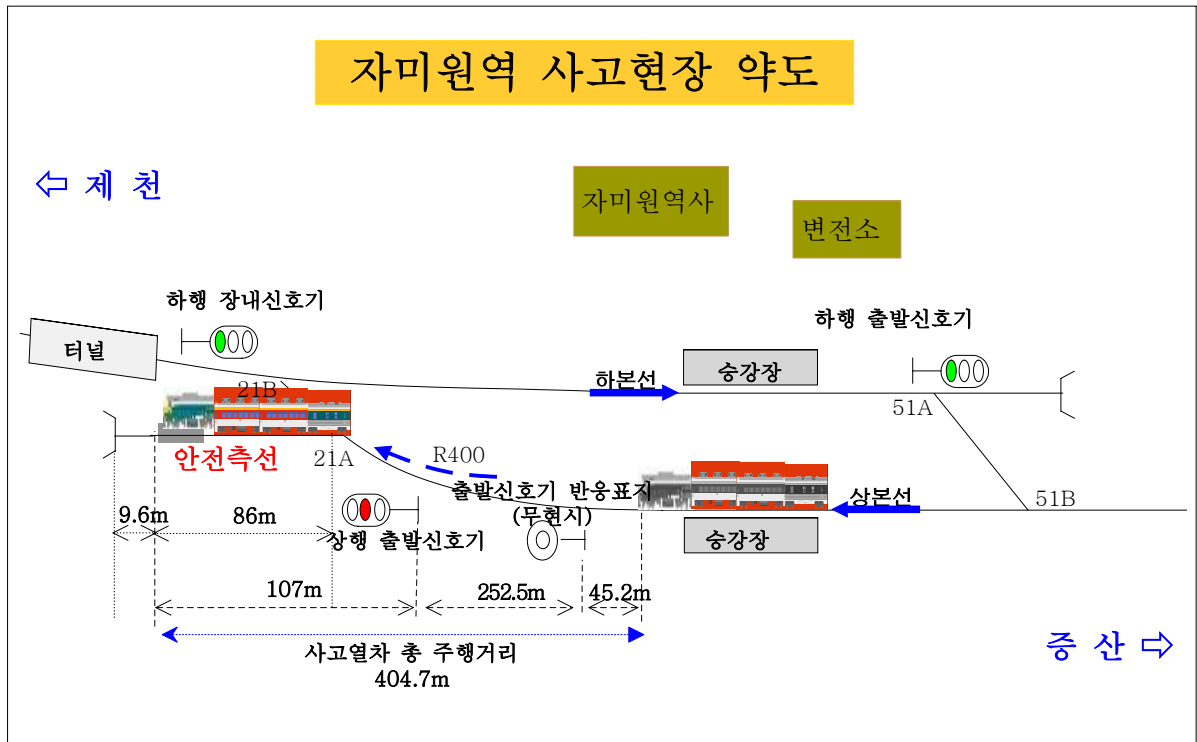 자미원역 사고현장 약도
제 천
자미원역사
변전소
하행 장내신호기
하행 출발신호기
터널
승강장
하본선
21B
51A
안전측선
21A
R400
출발신호기 반응표지
(무현시)
상본선
51B
9.6m
86m
상행 출발신호기
승강장
107m
252.5m
45.2m
사고열차 총 주행거리
404.7m
증 산